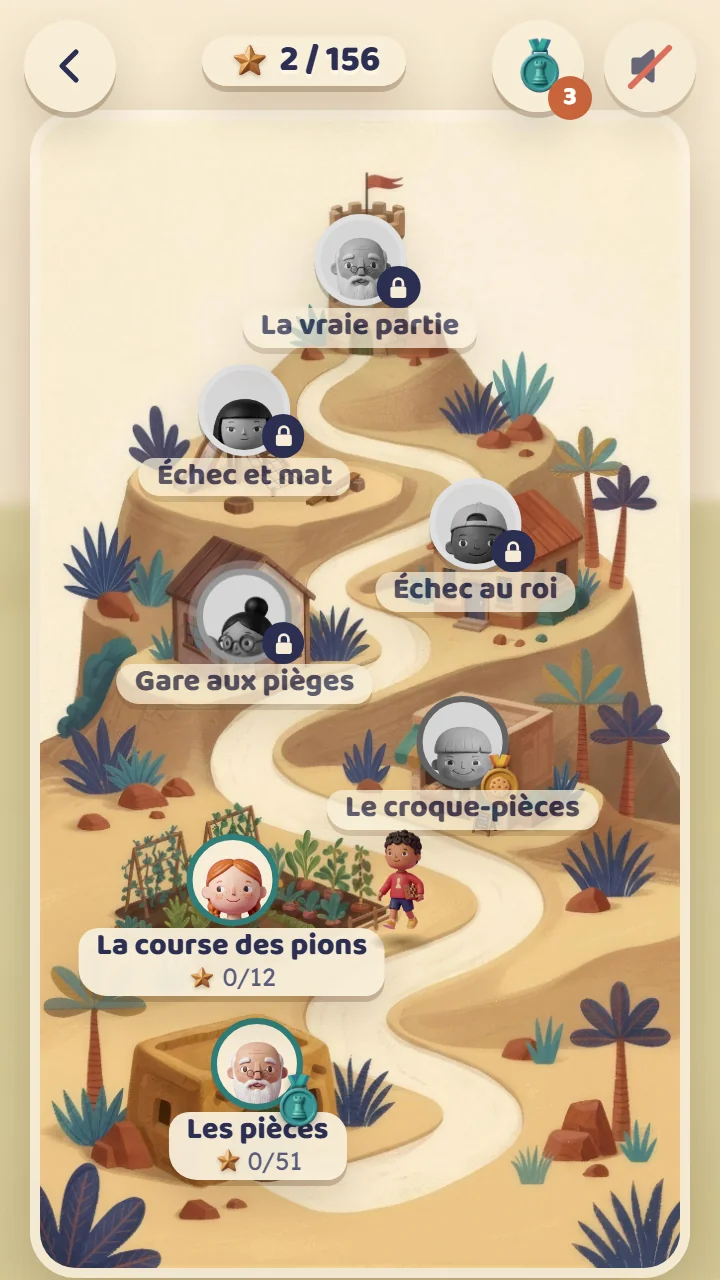 2 / 156
3
La vraie partie
Échec et mat
Échec au roi
Gare aux pièges
Le croque-pièces
La course des pions
0/12
Les pièces
0/51